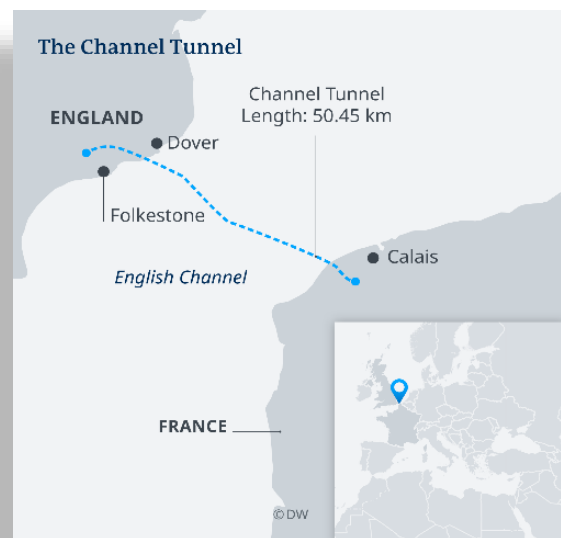 The Channel Tunnel
Channel Tunnel
Length: 50.45 km
ENGLAND
Dover
Folkestone
Calais
English Channel
FRANCE
©DW